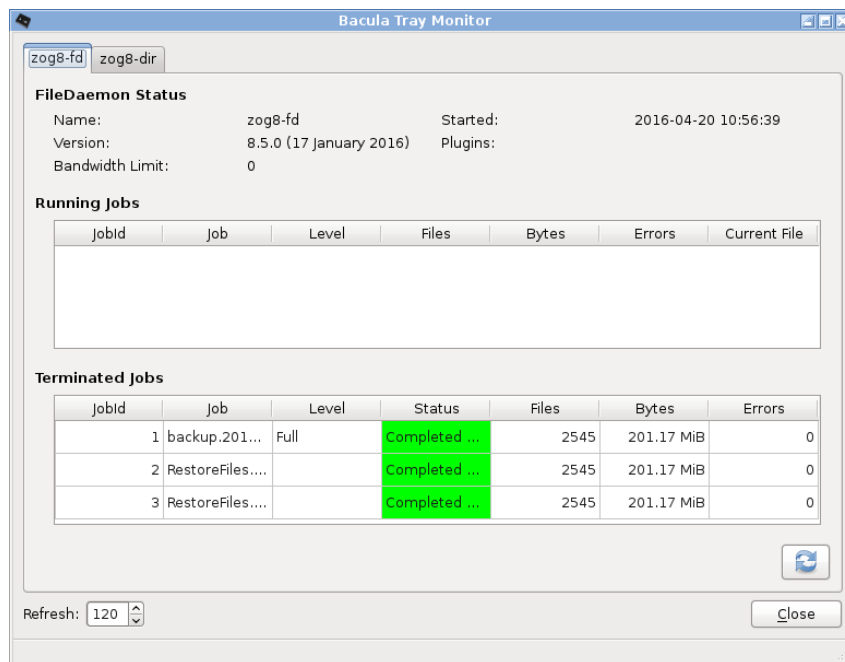 Bacula Tray Monitor
zog8-fd zog8-dir
FileDaemon Status
Name: zog8-fd Started: 2016-04-20 10:56:39
Version: 8.5.0 (17 January 2016) Plugins:
Bandwidth Limit: 0
Running Jobs
JobId Job Level Files Bytes Errors Current File
Terminated Jobs
JobId Job Level Status Files Bytes Errors
1 backup.201... Full Completed ... 2545 201.17 MiB 0
2 RestoreFiles.... Completed ... 2545 201.17 MiB 0
3 RestoreFiles.... Completed ... 2545 201.17 MiB 0
Refresh: 120 Close